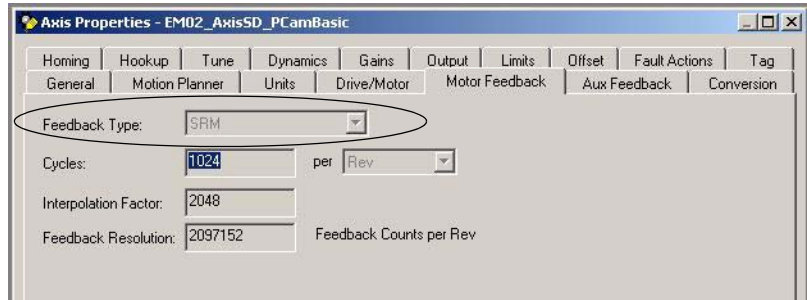 Axis Properties - EM02_AxisSD_PCamBasic
Homing Hookup Tune Dynamics Gains Output Limits Offset Fault Actions Tag
General Motion Planner Units Drive/Motor Motor Feedback Aux Feedback Conversion
Feedback Type: SRM
Cycles: 1024 per Rev
Interpolation Factor: 2048
Feedback Resolution: 2097152 Feedback Counts per Rev